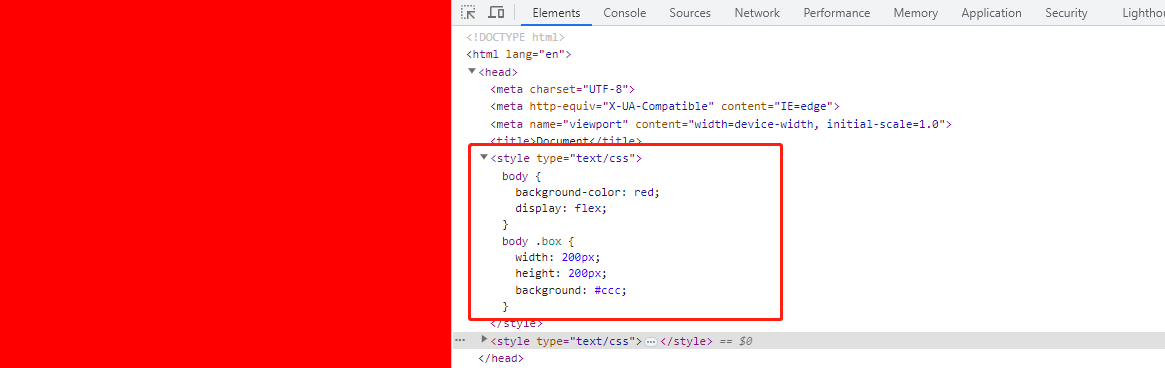 Elements Console Sources Network Performance Memory Application Security Lighthou
<!DOCTYPE html>
<html lang="en">
<head>
<meta charset="UTF-8">
<meta http-equiv="X-UA-Compatible" content="IE=edge">
<meta name="viewport" content="width=device-width, initial-scale=1.0">
<title>Document</title>
<style type="text/css">
body {
background-color: red;
display: flex;
}
body .box {
width: 200px;
height: 200px;
background: #ccc;
}
</style>
<style type="text/css">…</style> == $0
</head>